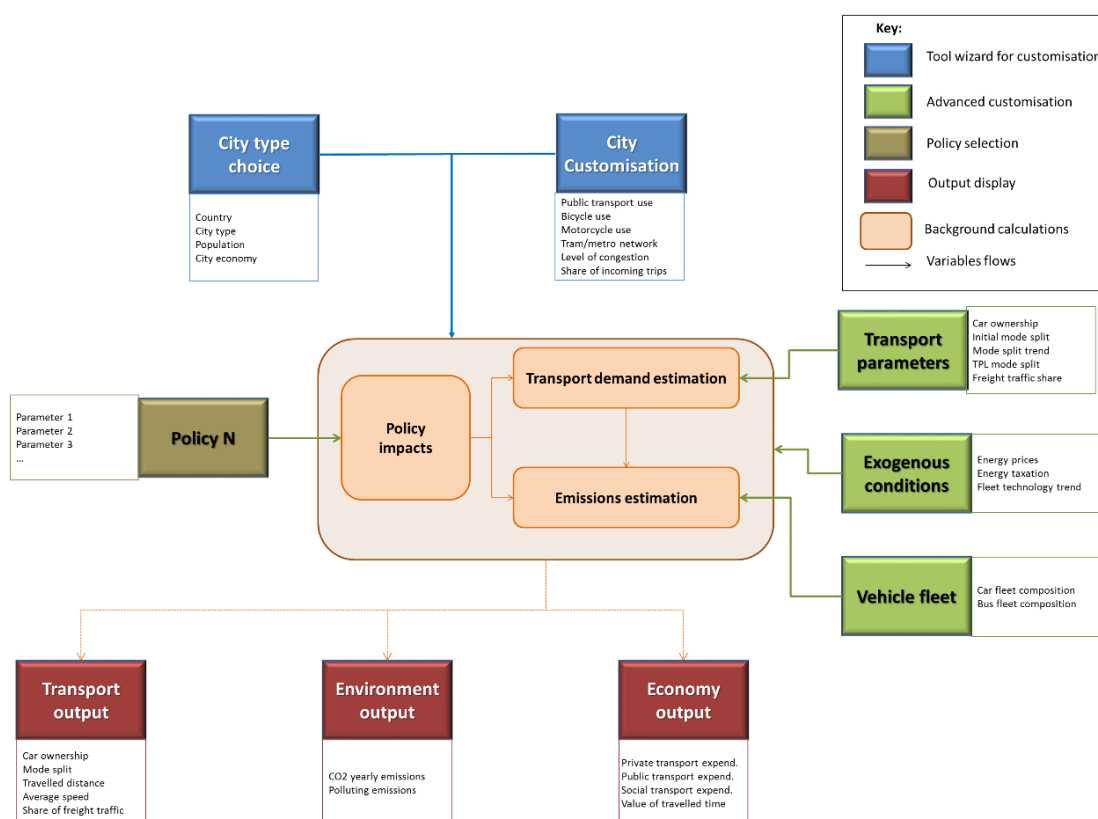 Key:
Tool wizard for customisation
Advanced customisation
Policy selection
Output display
Background calculations
Variables flows
City type
choice
Country
City type
Population
City economy
City
Customisation
Public transport use
Bicycle use
Motorcycle use
Tram/metro network
Level of congestion
Share of incoming trips
Parameter 1
Parameter 2
Parameter 3
...
Policy N
Policy
impacts
Transport demand estimation
Emissions estimation
Transport
parameters
Car ownership
Initial mode split
Mode split trend
TPL mode split
Freight traffic share
Exogenous
conditions
Energy prices
Energy taxation
Fleet technology trend
Vehicle fleet
Car fleet composition
Bus fleet composition
Transport
output
Car ownership
Mode split
Travelled distance
Average speed
Share of freight traffic
Environment
output
CO2 yearly emissions
Polluting emissions
Economy
output
Private transport expend.
Public transport expend.
Social transport expend.
Value of travelled time